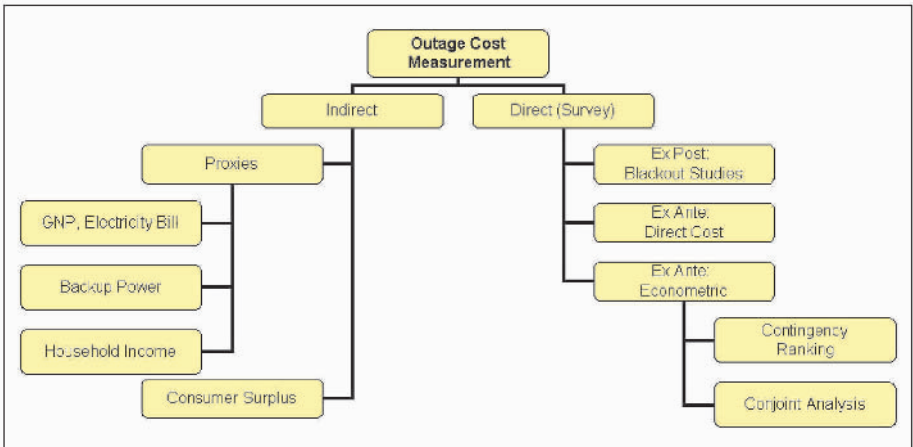 Outage Cost
Measurement
Indirect
Direct (Survey)
Proxies
GNP, Electricity Bill
Backup Power
Household Income
Consumer Surplus
Ex Post:
Blackout Studies
Ex Ante:
Direct Cost
Ex Ante:
Econometric
Contingency
Ranking
Conjoint Analysis